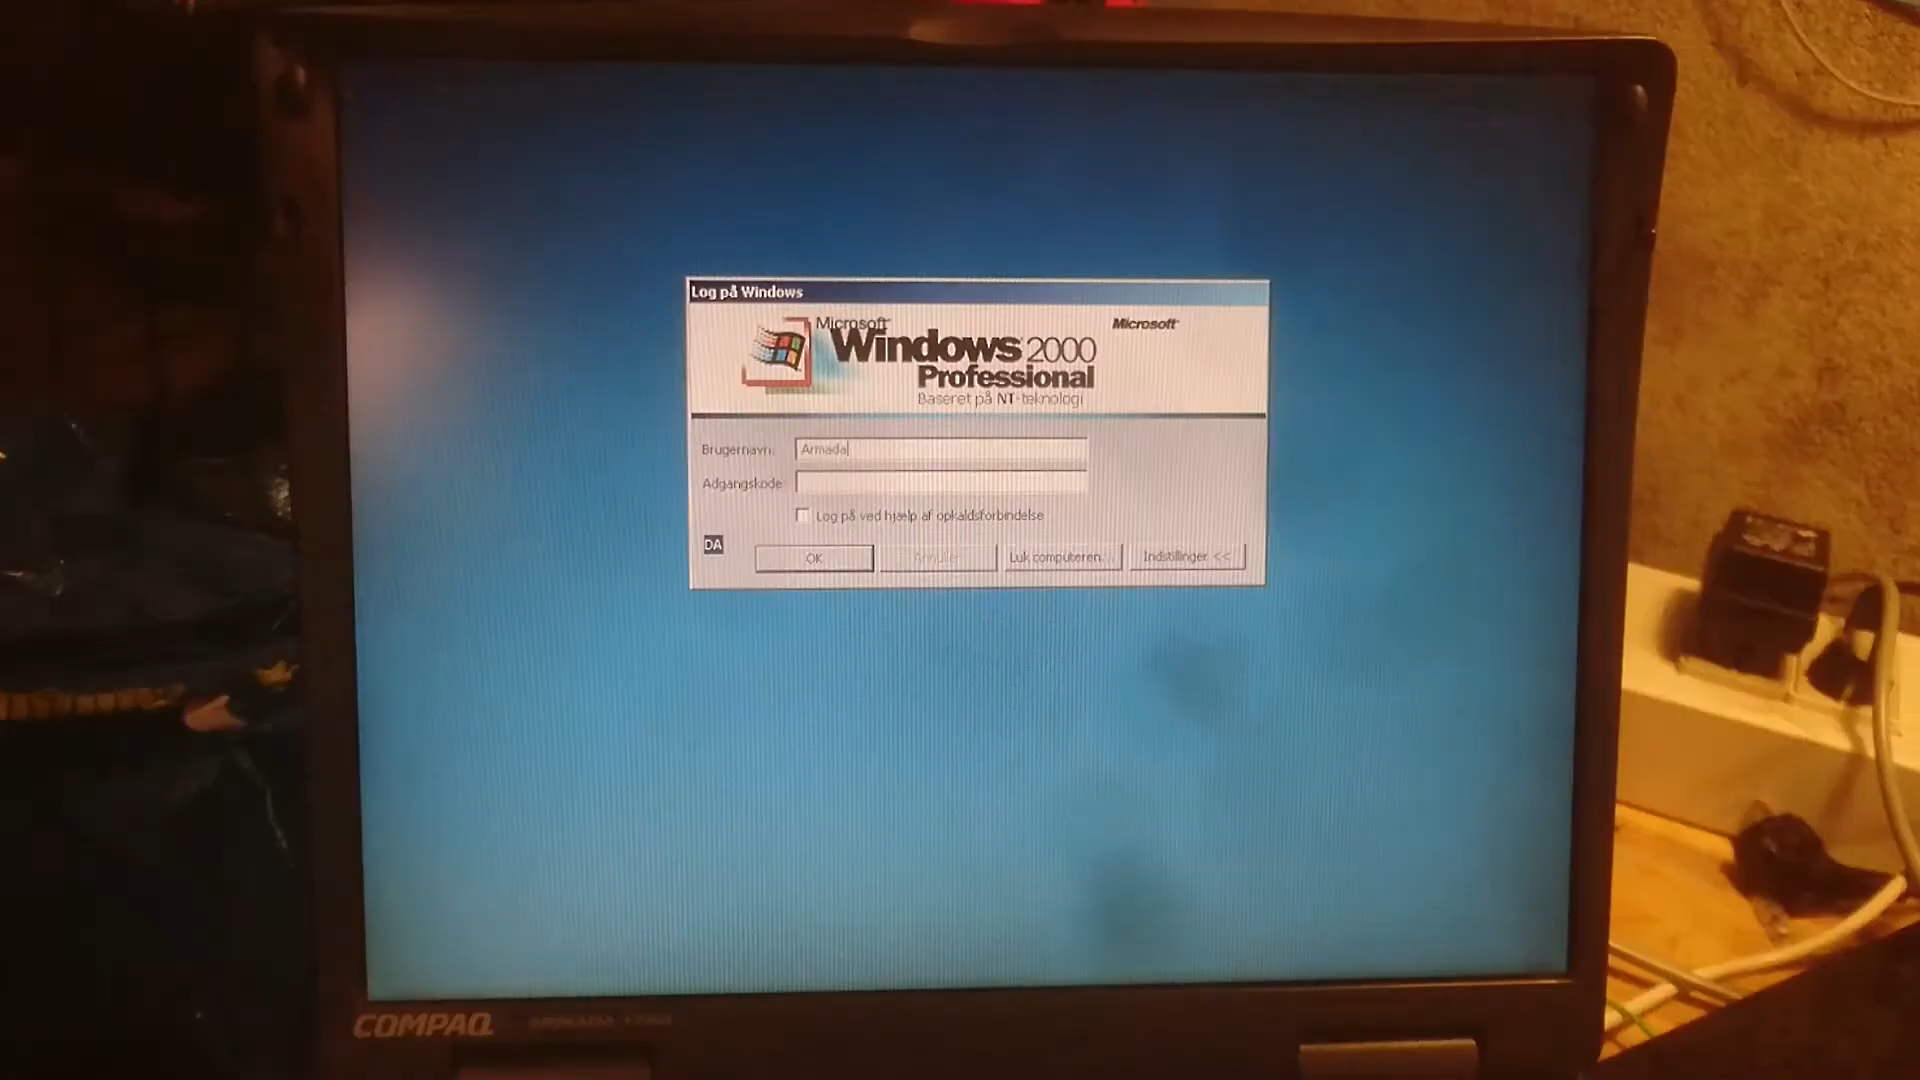 Log på Windows
Microsoft
Microsoft
Windows 2000
Professional
Baseret på NT-teknologi
Brugernavn: Armada
Adgangskode:
Log på ved hjælp af opkaldsforbindelse
DA
OK
Annuller
Luk computeren...
Indstillinger <<
COMPAQ